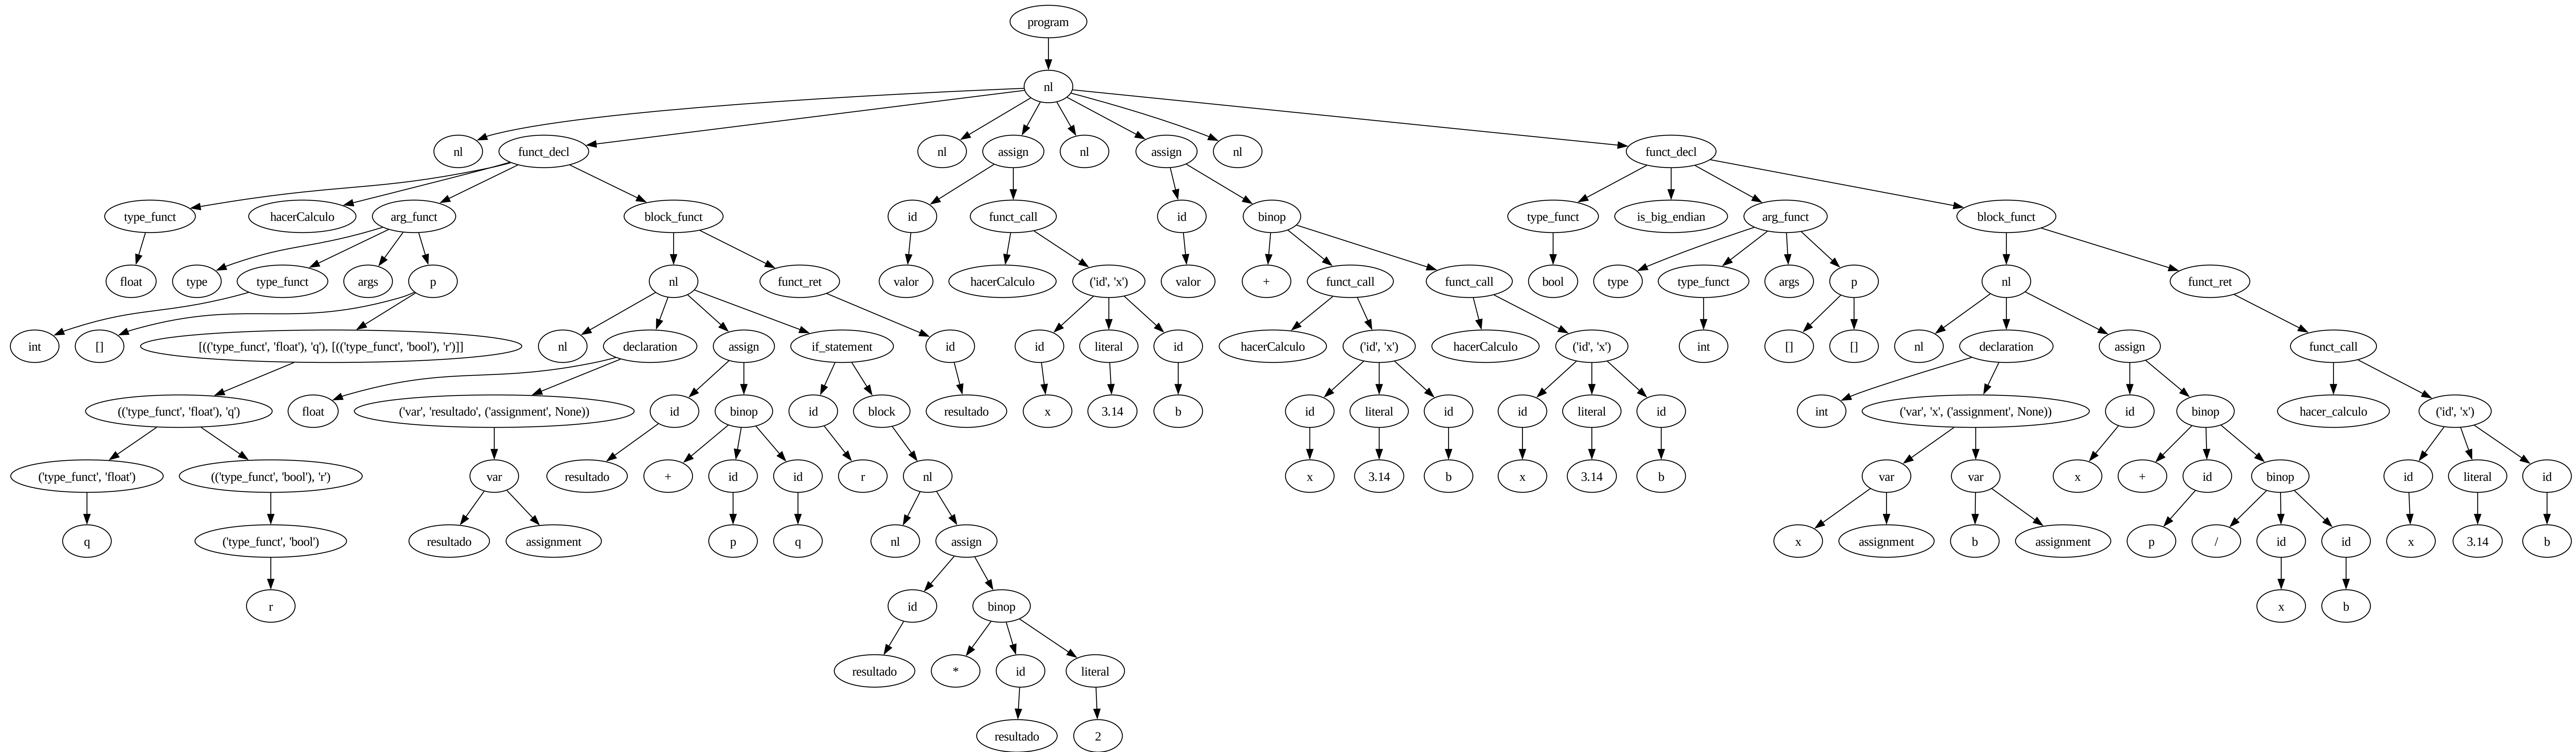 program
nl
nl funct_decl nl assign nl assign nl funct_decl
type_funct hacerCalculo arg_funct block_funct id funct_call id binop type_funct is_big_endian arg_funct block_funct
float type type_funct args p nl funct_ret valor hacerCalculo ('id', 'x') valor + funct_call funct_call bool type type_funct args p nl funct_ret
int [] [(('type_funct', 'float'), 'q'), [(('type_funct', 'bool'), 'r')]] nl declaration assign if_statement id id literal id hacerCalculo ('id', 'x') hacerCalculo ('id', 'x') int [] [] nl declaration assign funct_call
(('type_funct', 'float'), 'q') float ('var', 'resultado', ('assignment', None)) id binop id block resultado x 3.14 b id literal id id literal id int ('var', 'x', ('assignment', None)) id binop hacer_calculo ('id', 'x')
('type_funct', 'float') (('type_funct', 'bool'), 'r') var resultado + id id r nl x 3.14 b x 3.14 b var var x + id binop id literal id
q ('type_funct', 'bool') resultado assignment p q nl assign x assignment b assignment p / id id x 3.14 b
r id binop x b
resultado * id literal
resultado 2